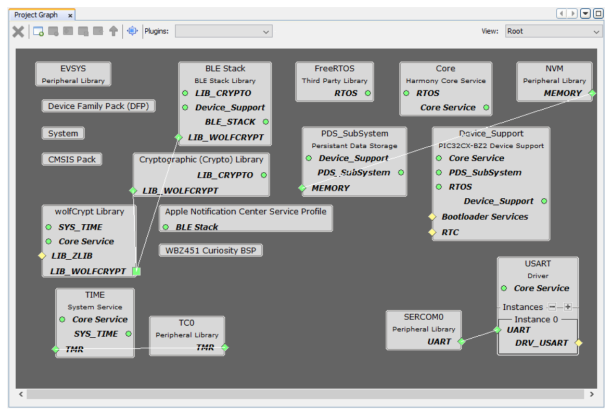 Project Graph
Plugins:
View: Root
EVSYS
Peripheral Library
Device Family Pack (DFP)
System
CMSIS Pack
BLE Stack
BLE Stack Library
LIB_CRYPTO
Device_Support
BLE_STACK
LIB_WOLFCRYPT
FreeRTOS
Third Party Library
RTOS
Core
Harmony Core Service
RTOS
Core Service
NVM
Peripheral Library
MEMORY
Cryptographic (Crypto) Library
LIB_CRYPTO
LIB_WOLFCRYPT
PDS_SubSystem
Persistant Data Storage
Device_Support
PDS_SubSystem
MEMORY
Device_Support
PIC32CX-BZ2 Device Support
Core Service
PDS_SubSystem
RTOS
Device_Support
Bootloader Services
RTC
wolfCrypt Library
SYS_TIME
Core Service
LIB_ZLIB
LIB_WOLFCRYPT
Apple Notification Center Service Profile
BLE Stack
WBZ451 Curiosity BSP
TIME
System Service
Core Service
SYS_TIME
TMR
TC0
Peripheral Library
TMR
SERCOM0
Peripheral Library
UART
USART
Driver
Core Service
Instances
Instance 0
UART
DRV_USART